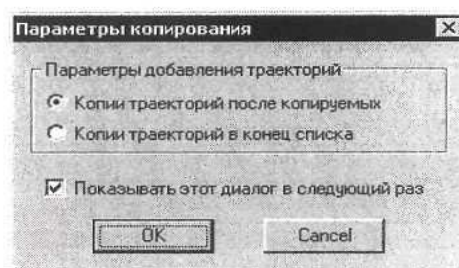 Параметры копирования
Параметры добавления траекторий
Копии траекторий после копируемых
Копии траекторий в конец списка
Показывать этот диалог в следующий раз
OK
Cancel